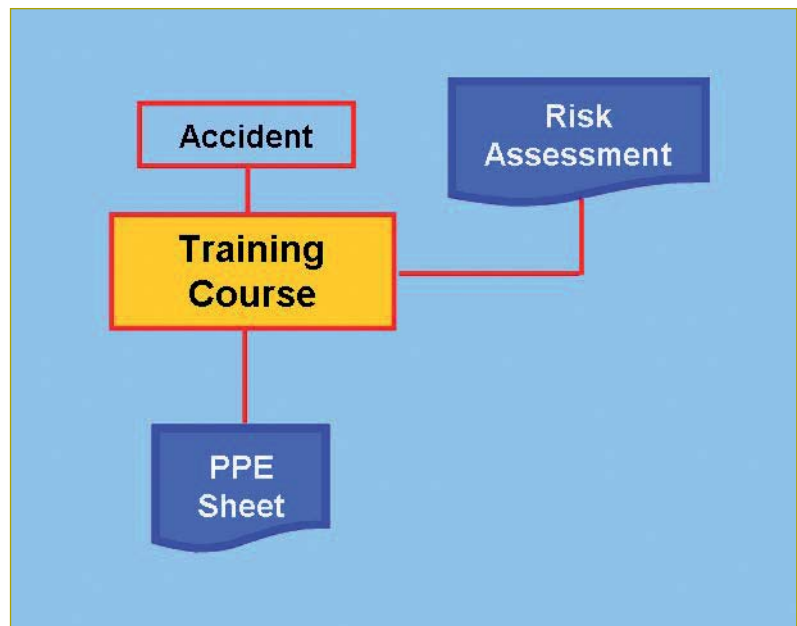 Accident
Risk
Assessment
Training
Course
PPE
Sheet